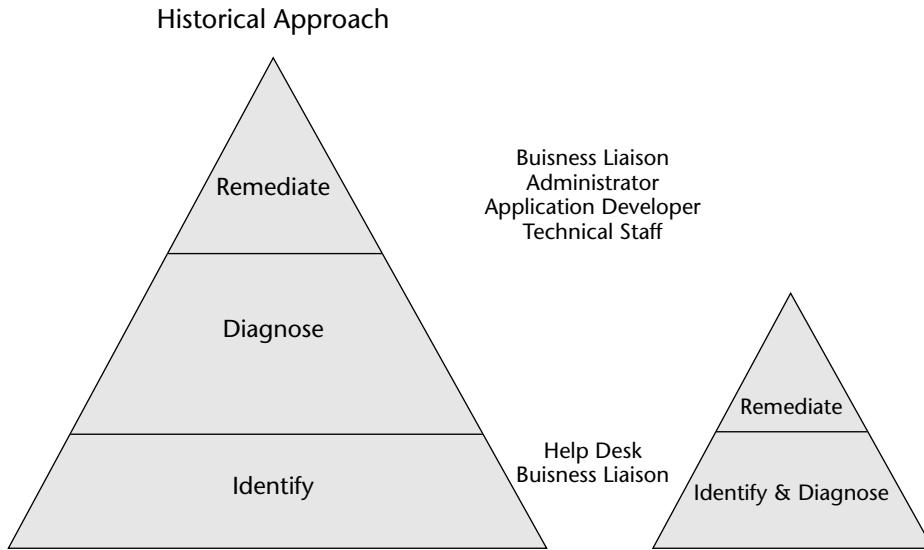 Historical Approach
Remediate
Diagnose
Identify
Buisness Liaison
Administrator
Application Developer
Technical Staff
Help Desk
Buisness Liaison
Remediate
Identify & Diagnose